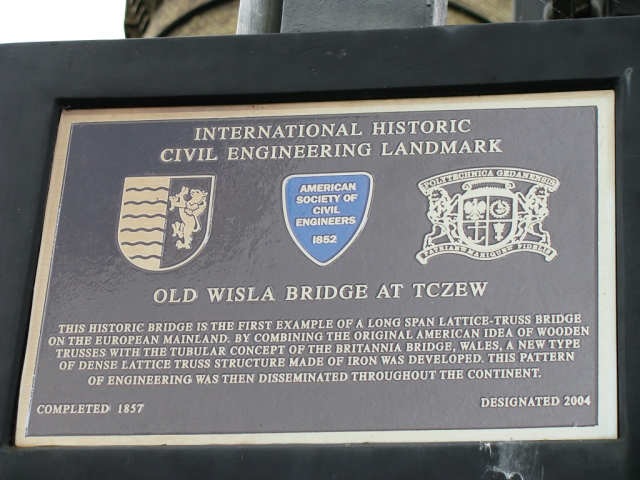 INTERNATIONAL HISTORIC
CIVIL ENGINEERING LANDMARK
AMERICAN
SOCIETY OF
CIVIL
ENGINEERS
1852
POLYTECHNICA GEDANENSIS
PATRIAE MARIQUE FIDELIS
OLD WISLA BRIDGE AT TCZEW
THIS HISTORIC BRIDGE IS THE FIRST EXAMPLE OF A LONG SPAN LATTICE-TRUSS BRIDGE
ON THE EUROPEAN MAINLAND. BY COMBINING THE ORIGINAL AMERICAN IDEA OF WOODEN
TRUSSES WITH THE TUBULAR CONCEPT OF THE BRITANNIA BRIDGE, WALES, A NEW TYPE
OF DENSE LATTICE TRUSS STRUCTURE MADE OF IRON WAS DEVELOPED. THIS PATTERN
OF ENGINEERING WAS THEN DISSEMINATED THROUGHOUT THE CONTINENT.
COMPLETED 1857
DESIGNATED 2004